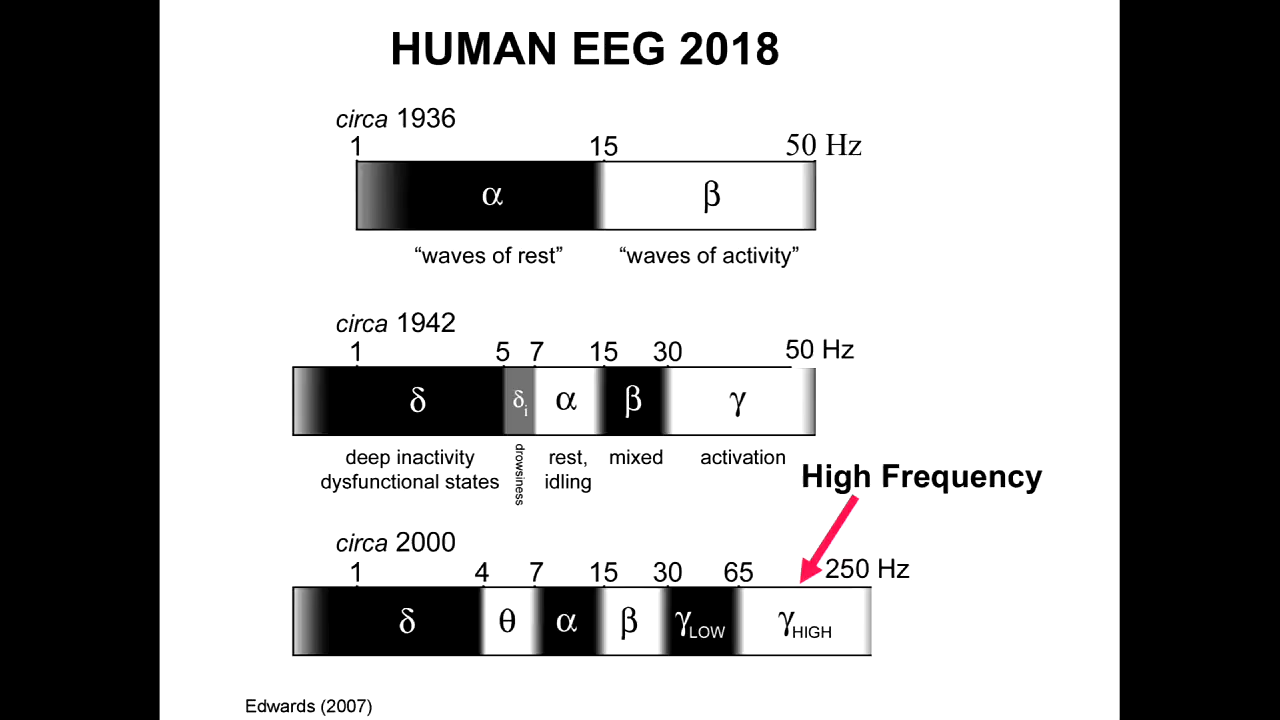 HUMAN EEG 2018
circa 1936
1 15 50 Hz
α β
“waves of rest” “waves of activity”
circa 1942
1 5 7 15 30 50 Hz
δ δi α β γ
deep inactivity
dysfunctional states
drowsiness
rest,
idling
mixed
activation
High Frequency
circa 2000
1 4 7 15 30 65 250 Hz
δ θ α β γLOW γHIGH
Edwards (2007)